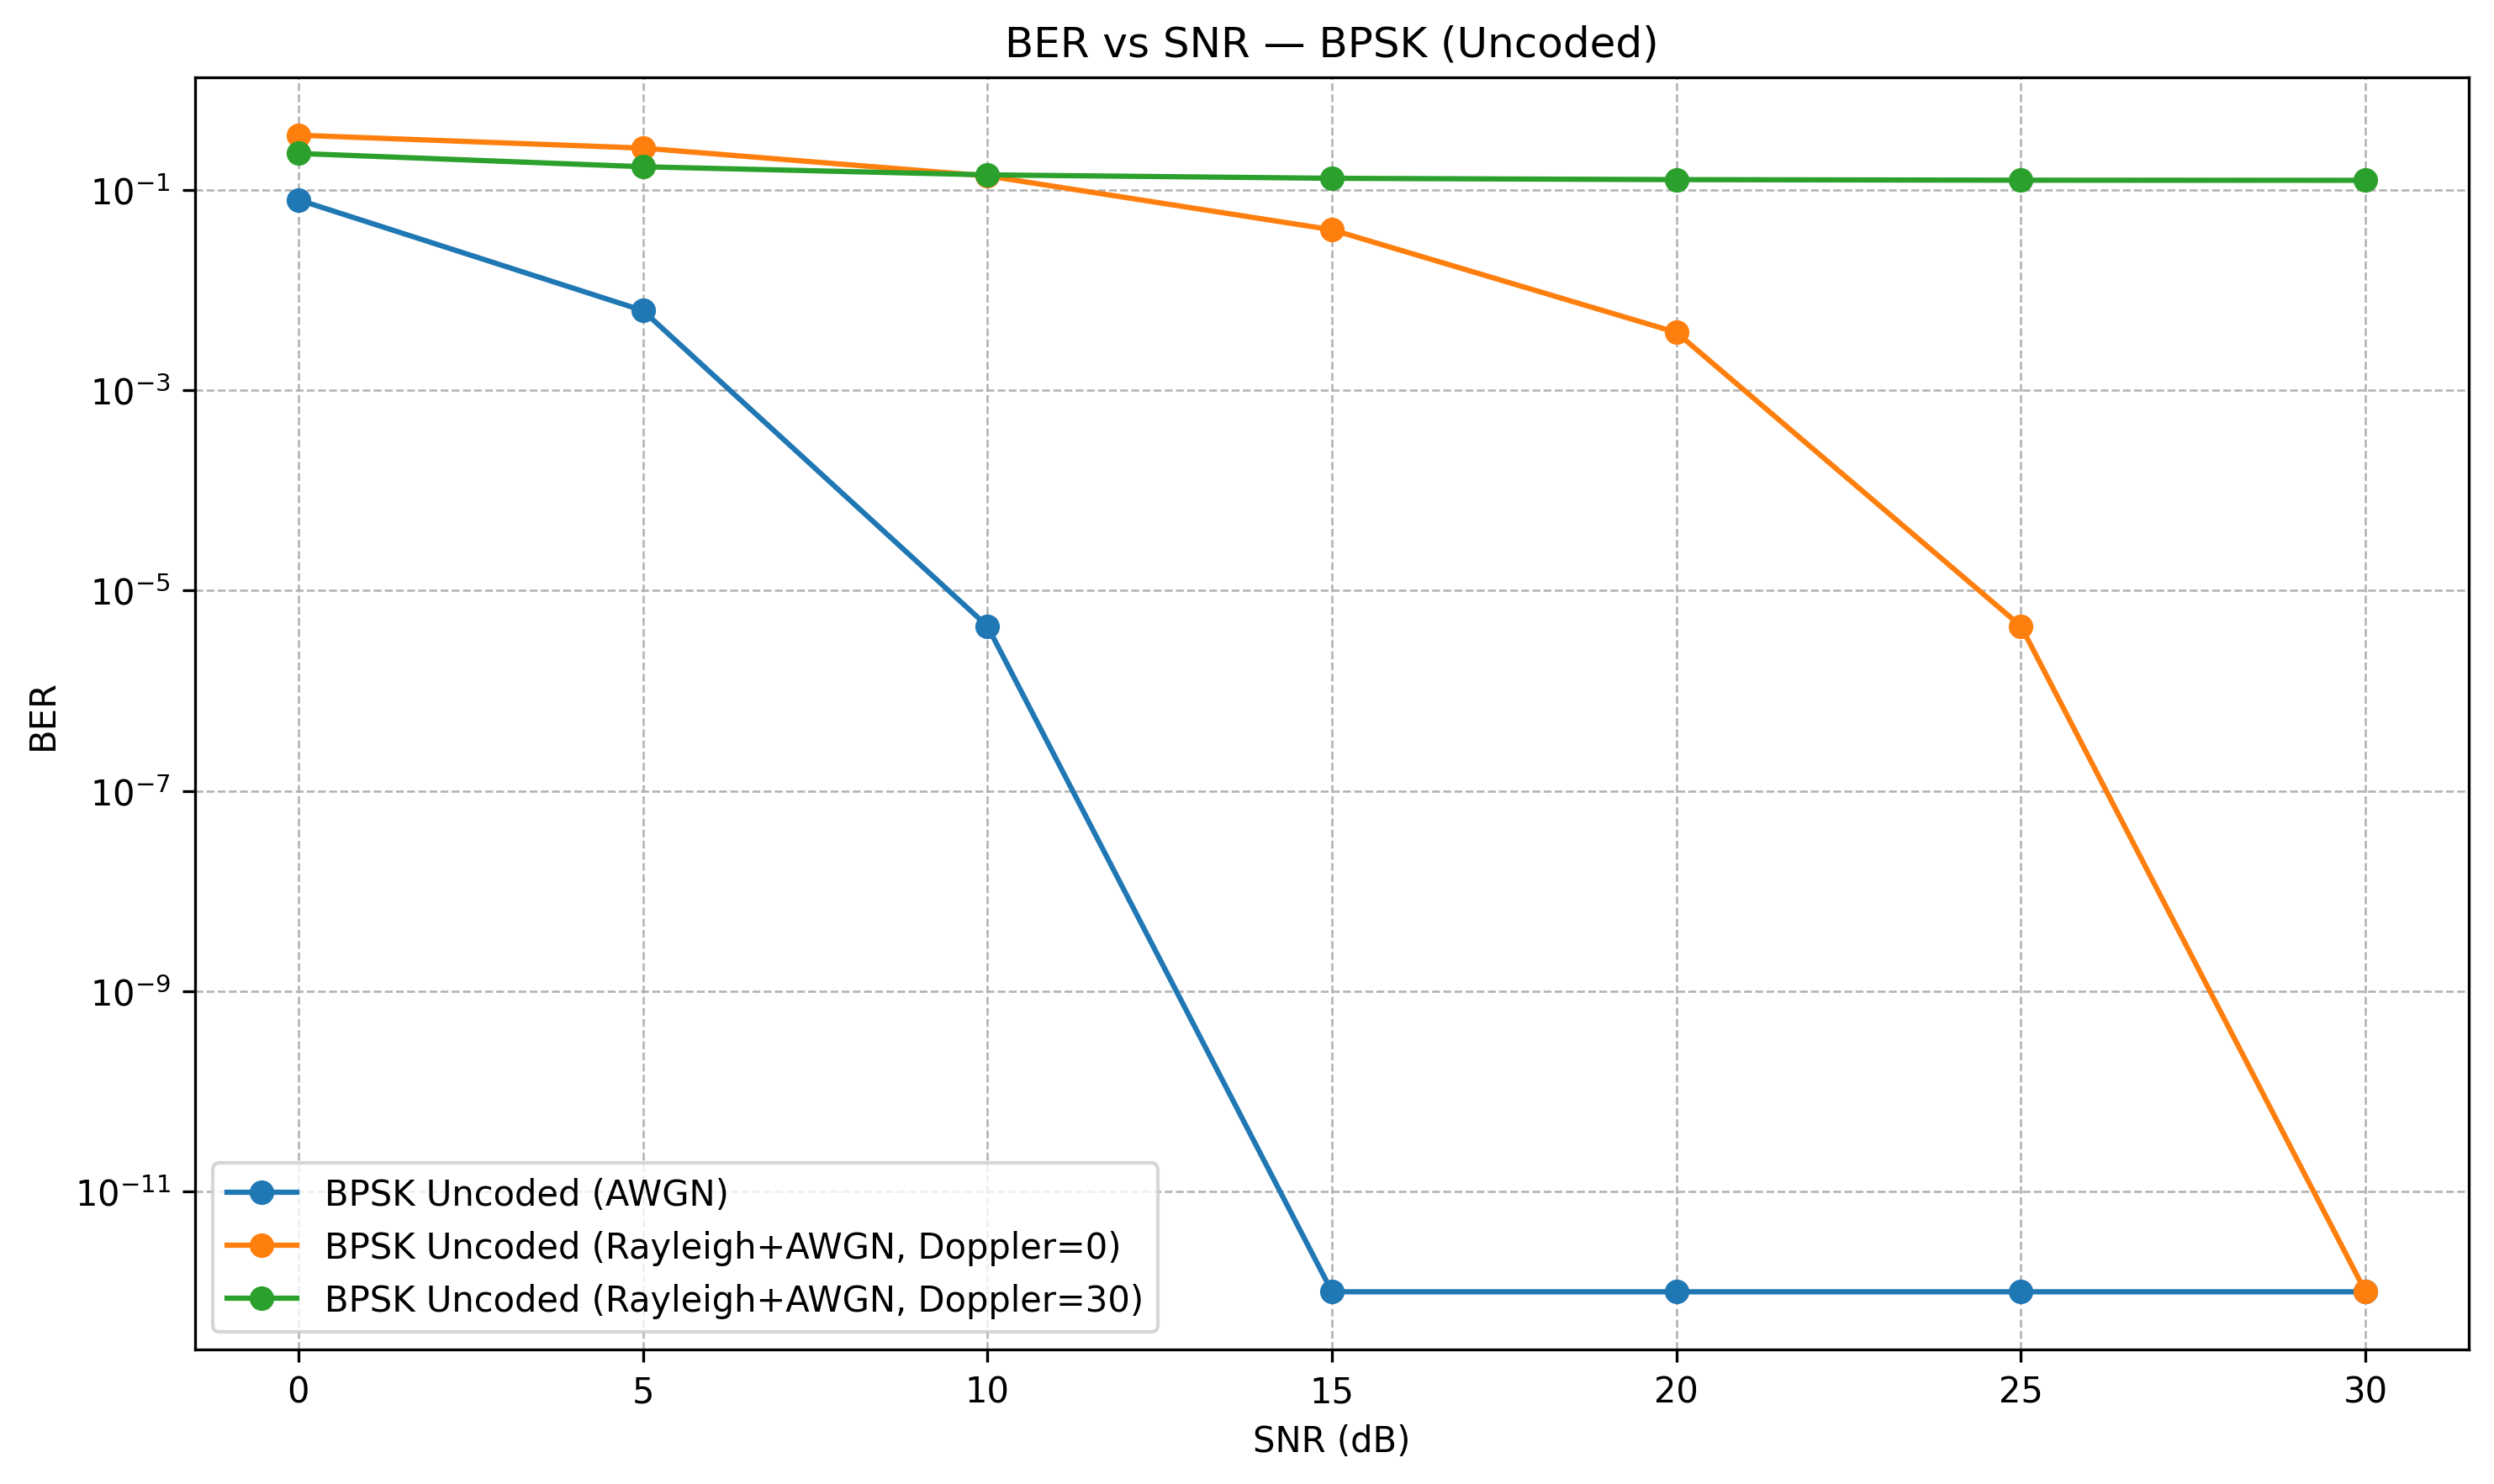 BER vs SNR — BPSK (Uncoded)
BER
10⁻¹
10⁻³
10⁻⁵
10⁻⁷
10⁻⁹
10⁻¹¹
BPSK Uncoded (AWGN)
BPSK Uncoded (Rayleigh+AWGN, Doppler=0)
BPSK Uncoded (Rayleigh+AWGN, Doppler=30)
0 5 10 15 20 25 30
SNR (dB)